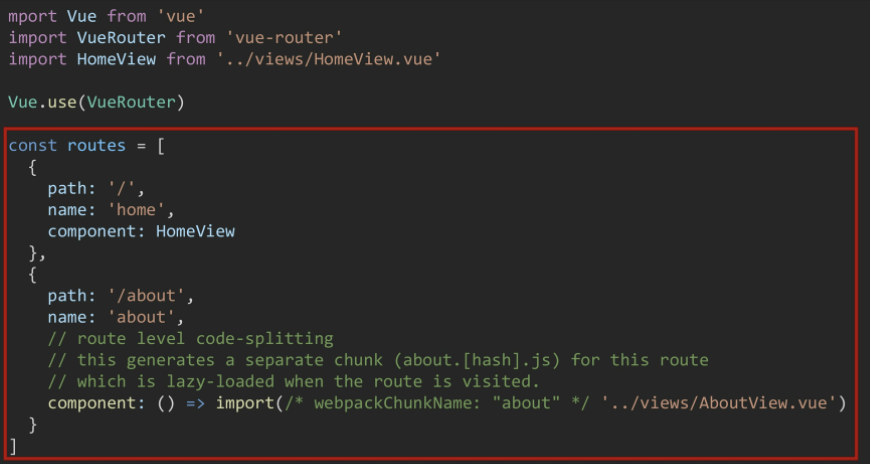 mport Vue from 'vue'
import VueRouter from 'vue-router'
import HomeView from '../views/HomeView.vue'
Vue.use(VueRouter)
const routes = [
{
path: '/',
name: 'home',
component: HomeView
},
{
path: '/about',
name: 'about',
// route level code-splitting
// this generates a separate chunk (about.[hash].js) for this route
// which is lazy-loaded when the route is visited.
component: () => import(/* webpackChunkName: "about" */ '../views/AboutView.vue')
}
]